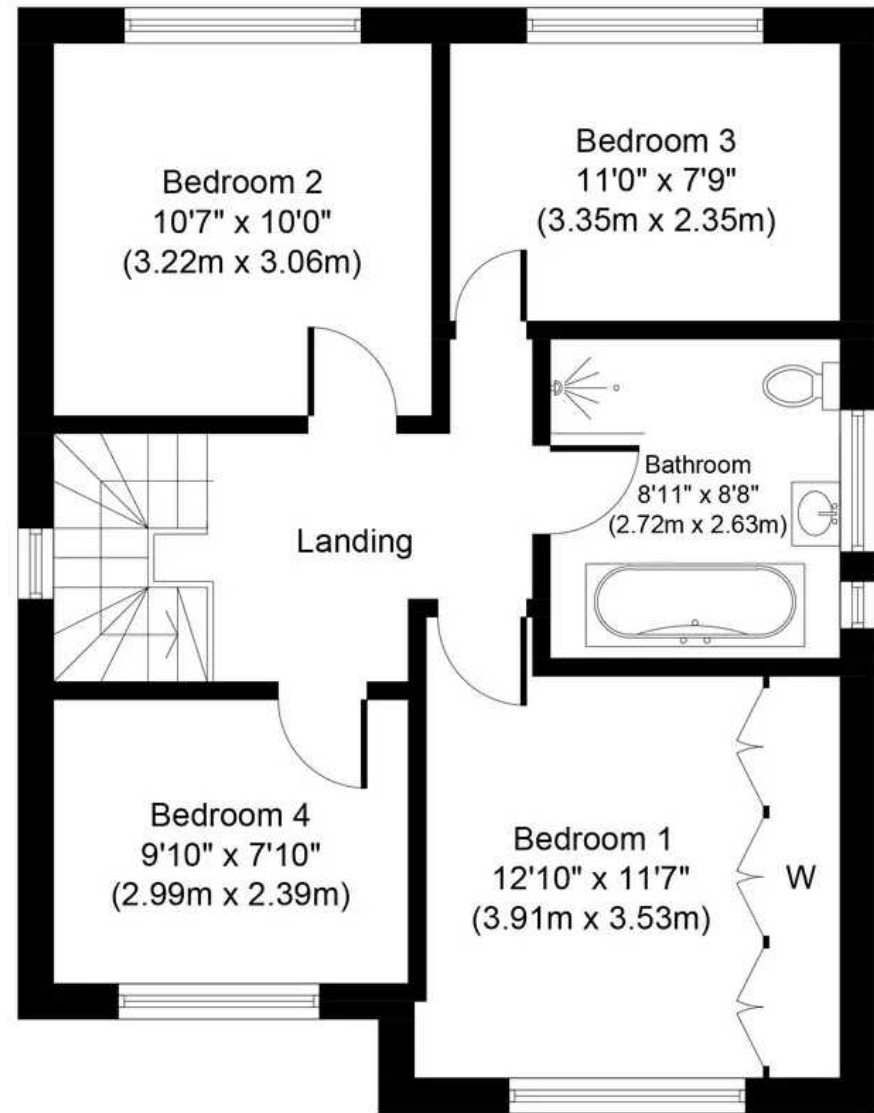 Bedroom 2
10'7" x 10'0"
(3.22m x 3.06m)
Bedroom 3
11'0" x 7'9"
(3.35m x 2.35m)
Bathroom
8'11" x 8'8"
(2.72m x 2.63m)
Landing
Bedroom 4
9'10" x 7'10"
(2.99m x 2.39m)
Bedroom 1
12'10" x 11'7"
(3.91m x 3.53m)
W